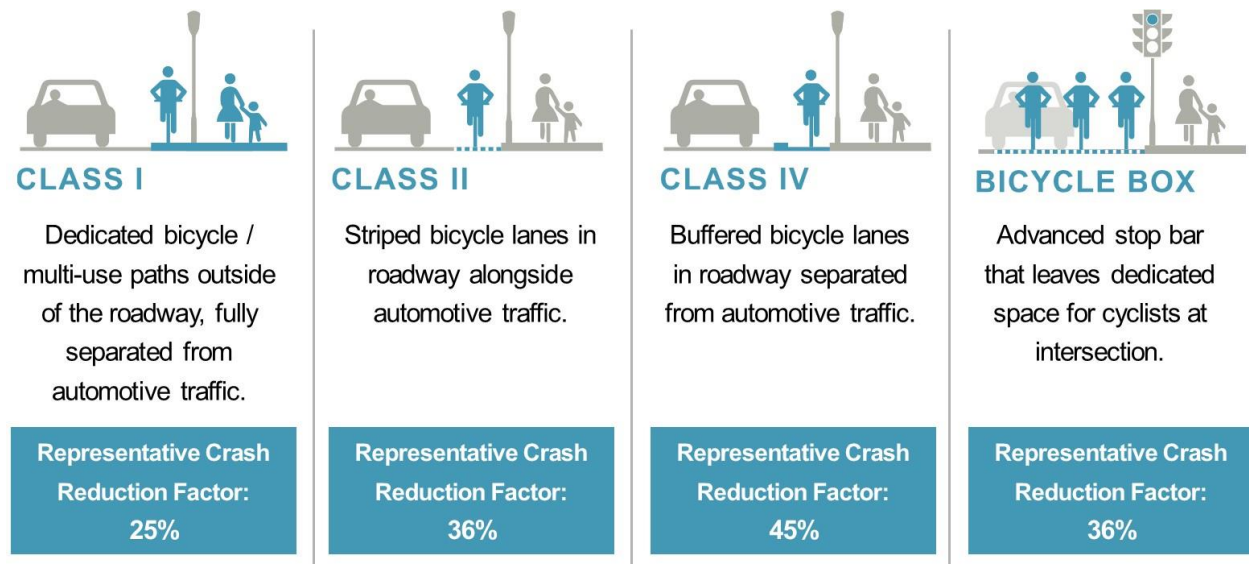 CLASS I
Dedicated bicycle /
multi-use paths outside
of the roadway, fully
separated from
automotive traffic.
Representative Crash
Reduction Factor:
25%
CLASS II
Striped bicycle lanes in
roadway alongside
automotive traffic.
Representative Crash
Reduction Factor:
36%
CLASS IV
Buffered bicycle lanes
in roadway separated
from automotive traffic.
Representative Crash
Reduction Factor:
45%
BICYCLE BOX
Advanced stop bar
that leaves dedicated
space for cyclists at
intersection.
Representative Crash
Reduction Factor:
36%